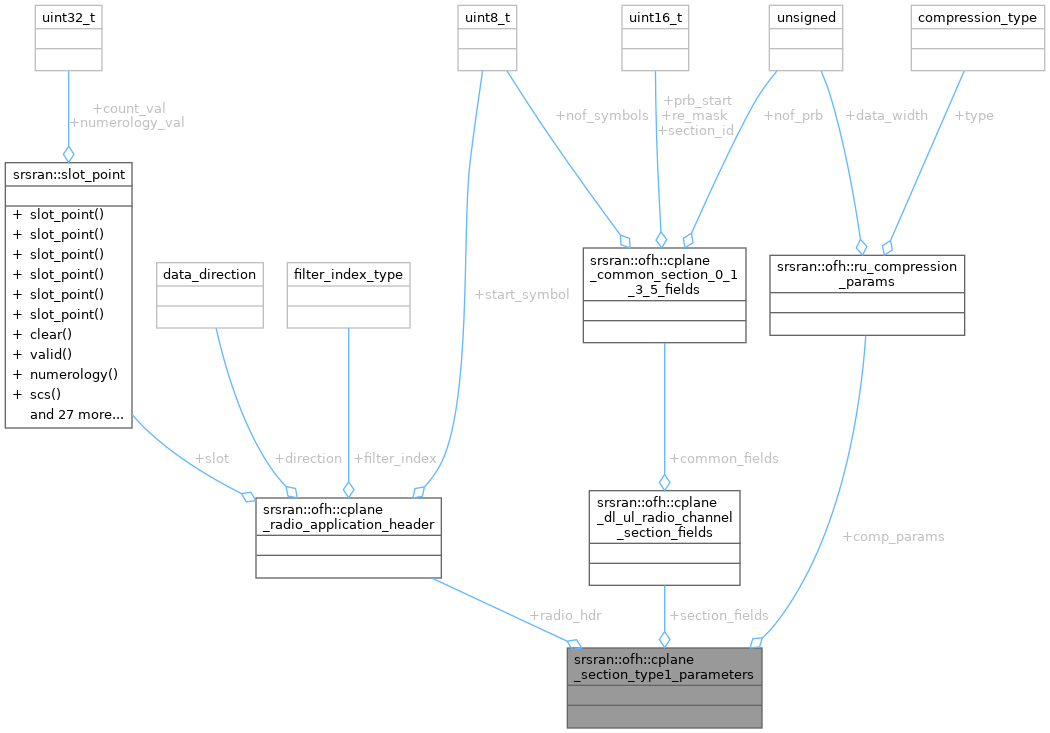 uint32_t
uint8_t
uint16_t
unsigned
compression_type
+count_val
+numerology_val
+nof_symbols
+prb_start
+re_mask
+section_id
+nof_prb
+data_width
+type
srsran::slot_point
+ slot_point()
+ slot_point()
+ slot_point()
+ slot_point()
+ slot_point()
+ slot_point()
+ clear()
+ valid()
+ numerology()
+ scs()
and 27 more...
data_direction
filter_index_type
+start_symbol
srsran::ofh::cplane
_common_section_0_1
_3_5_fields
srsran::ofh::ru_compression
_params
+slot
+direction
+filter_index
+common_fields
srsran::ofh::cplane
_radio_application_header
srsran::ofh::cplane
_dl_ul_radio_channel
_section_fields
+comp_params
+radio_hdr
+section_fields
srsran::ofh::cplane
_section_type1_parameters